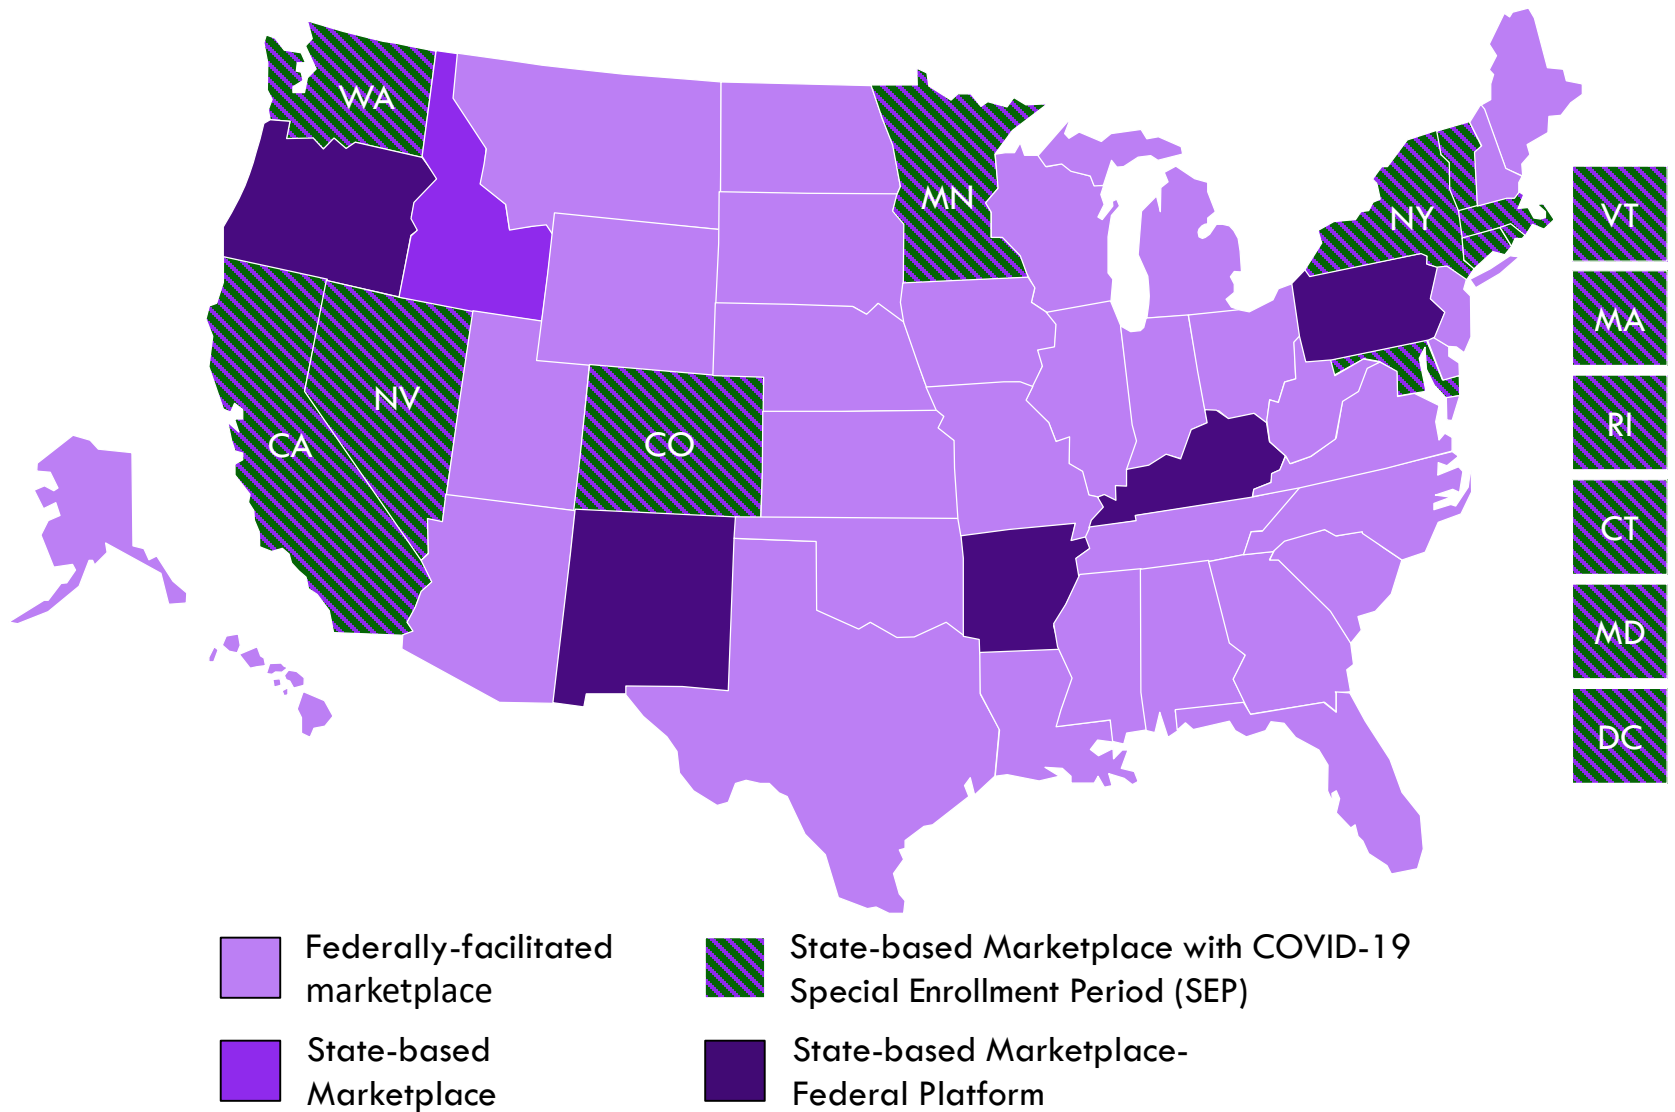 WA
MN
NY
VT
MA
NV
CA
CO
RI
CT
MD
DC
Federally-facilitated
marketplace
State-based Marketplace with COVID-19
Special Enrollment Period (SEP)
State-based
Marketplace
State-based Marketplace-
Federal Platform